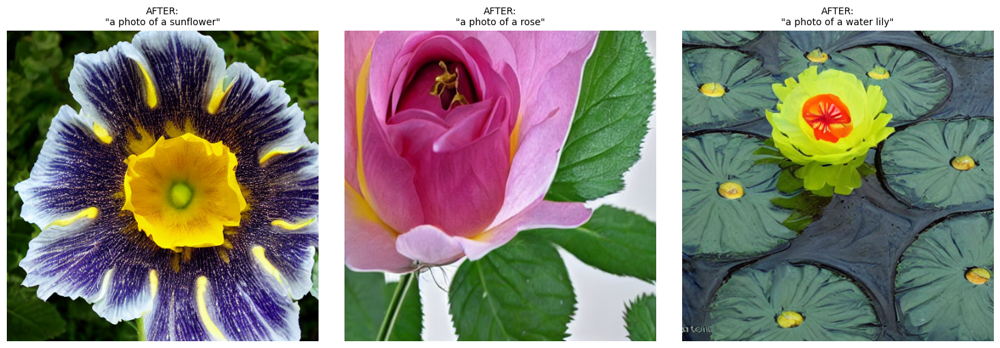 AFTER:
"a photo of a sunflower"
AFTER:
"a photo of a rose"
AFTER:
"a photo of a water lily"